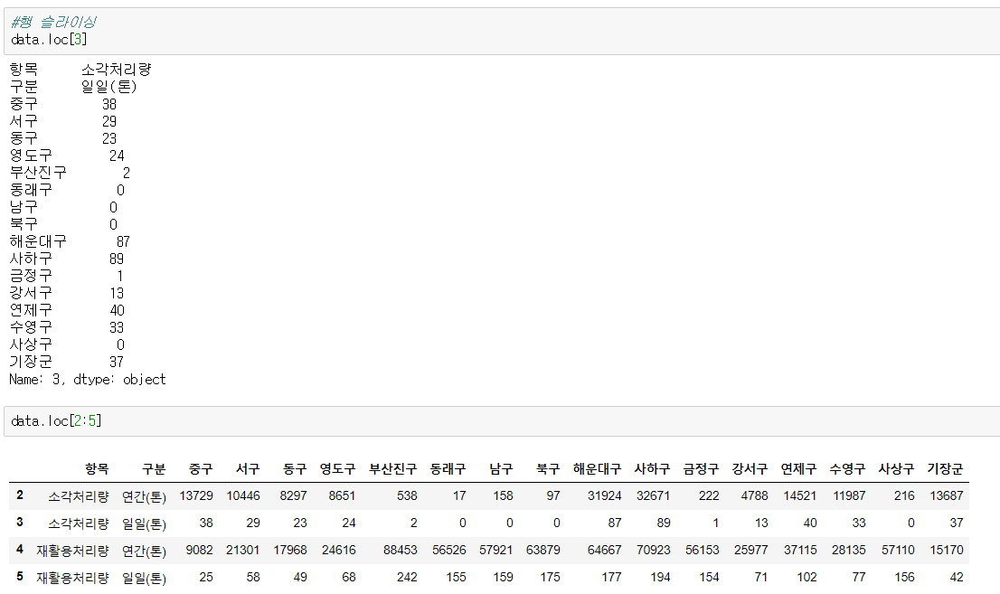 #행 슬라이싱
data.loc[3]
항목 소각처리량
구분 일일(톤)
중구 38
서구 29
동구 23
영도구 24
부산진구 2
동래구 0
남구 0
북구 0
해운대구 87
사하구 89
금정구 1
강서구 13
연제구 40
수영구 33
사상구 0
기장군 37
Name: 3, dtype: object
data.loc[2:5]
항목 구분 중구 서구 동구 영도구 부산진구 동래구 남구 북구 해운대구 사하구 금정구 강서구 연제구 수영구 사상구 기장군
2 소각처리량 연간(톤) 13729 10446 8297 8651 538 17 158 97 31924 32671 222 4788 14521 11987 216 13687
3 소각처리량 일일(톤) 38 29 23 24 2 0 0 0 87 89 1 13 40 33 0 37
4 재활용처리량 연간(톤) 9082 21301 17968 24616 88453 56526 57921 63879 64667 70923 56153 25977 37115 28135 57110 15170
5 재활용처리량 일일(톤) 25 58 49 68 242 155 159 175 177 194 154 71 102 77 156 42